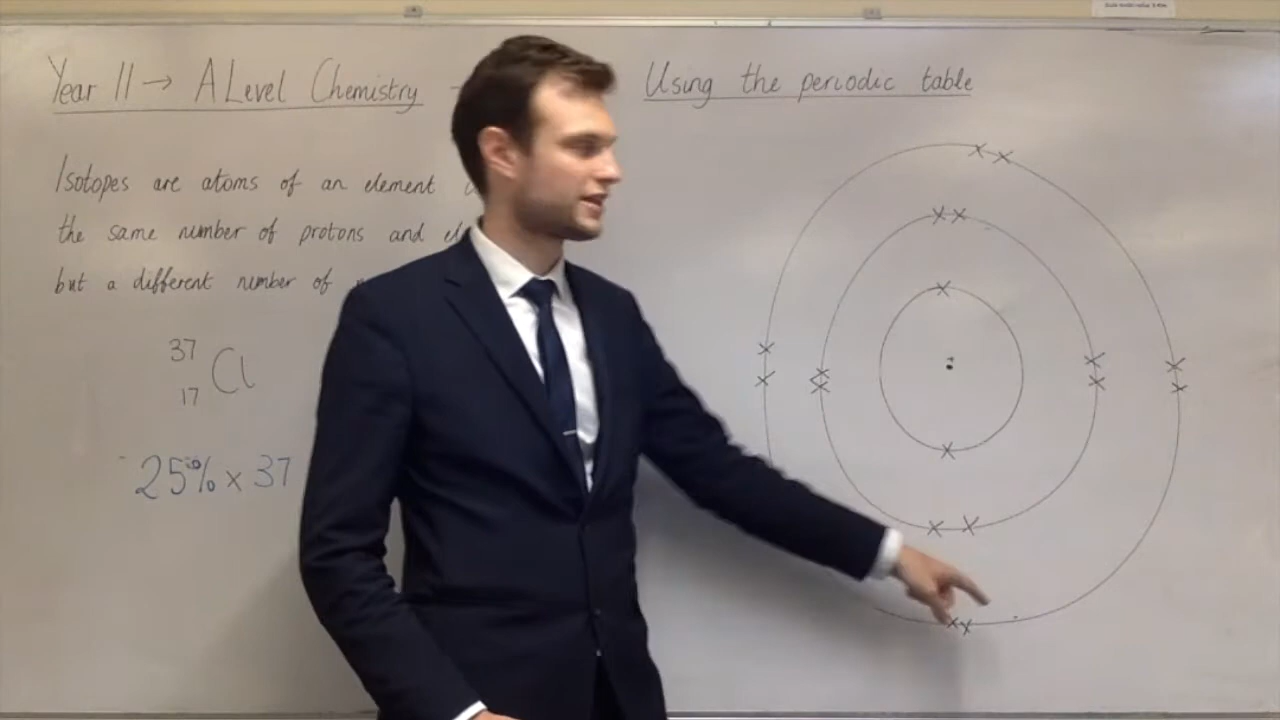 Year 11 → A Level Chemistry -
Using the periodic table
Isotopes are atoms of an element
the same number of protons and
but a different number of
37
17 Cl
25% x 37